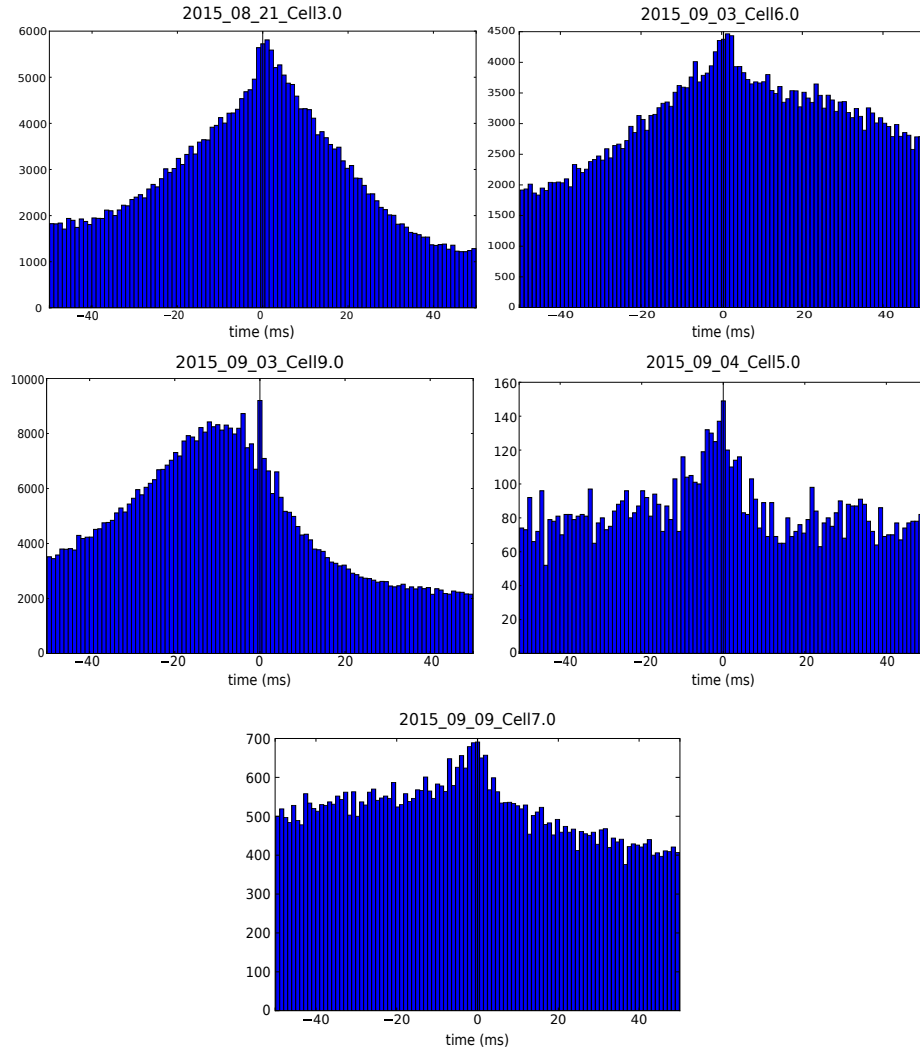 2015_08_21_Cell3.0
6000
5000
4000
3000
2000
1000
0
−40 −20 0 20 40
time (ms)
2015_09_03_Cell6.0
4500
4000
3500
3000
2500
2000
1500
1000
500
0
−40 −20 0 20 40
time (ms)
2015_09_03_Cell9.0
10000
8000
6000
4000
2000
0
−40 −20 0 20 40
time (ms)
2015_09_04_Cell5.0
160
140
120
100
80
60
40
20
0
−40 −20 0 20 40
time (ms)
2015_09_09_Cell7.0
700
600
500
400
300
200
100
0
−40 −20 0 20 40
time (ms)